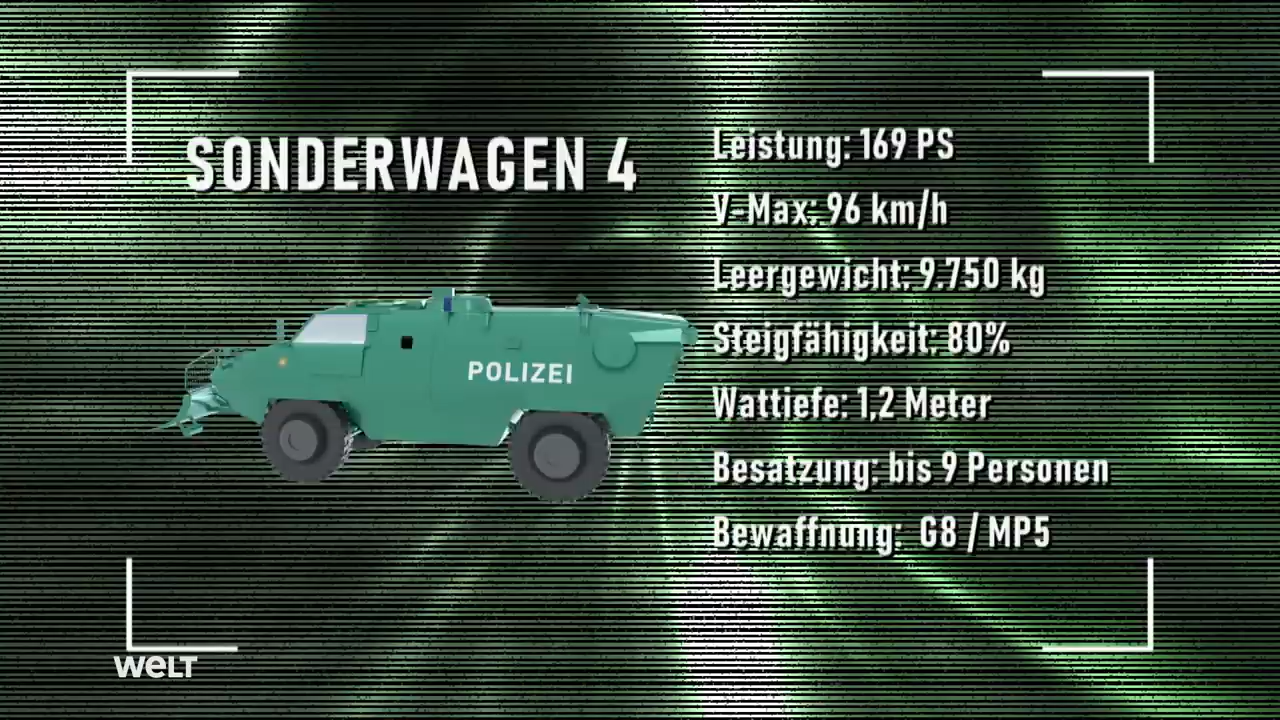 SONDERWAGEN 4
Leistung: 169 PS
V-Max: 96 km/h
Leergewicht: 9.750 kg
Steigfähigkeit: 80%
Wattiefe: 1,2 Meter
Besatzung: bis 9 Personen
Bewaffnung: G8 / MP5
POLIZEI
WELT